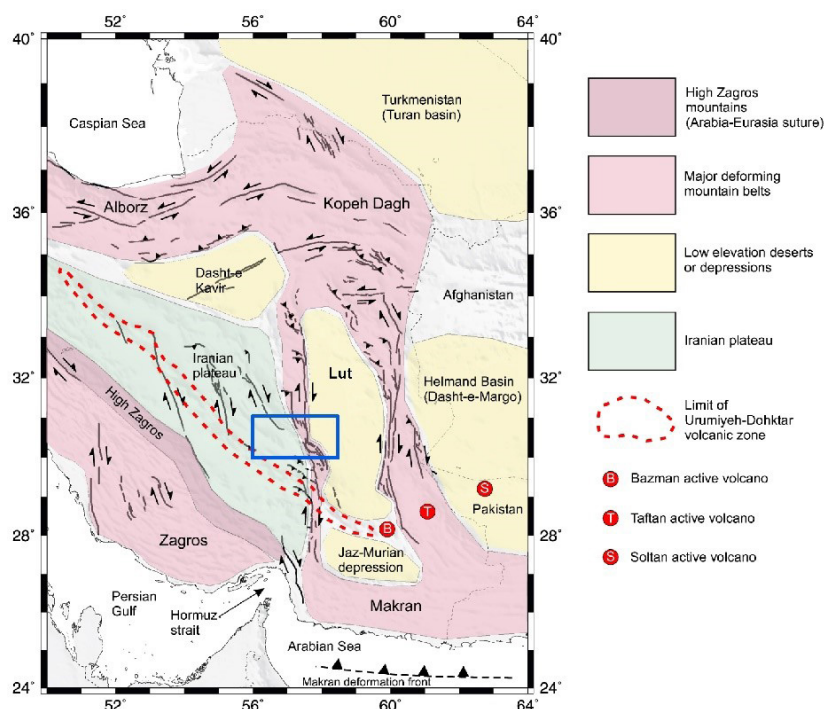 52˚
56˚
60˚
64˚
40˚
40˚
Turkmenistan
(Turan basin)
Caspian Sea
36˚
36˚
Alborz
Kopeh Dagh
Dasht-e
Kavir
Afghanistan
32˚
32˚
Iranian
plateau
Lut
Helmand Basin
(Dasht-e-Margo)
High Zagros
S
T
B
Pakistan
28˚
28˚
Zagros
Jaz-Murian
depression
Persian
Gulf
Makran
Hormuz
strait
Arabian Sea
Makran deformation front
24˚
24˚
52˚
56˚
60˚
64˚
High Zagros
mountains
(Arabia-Eurasia suture)
Major deforming
mountain belts
Low elevation deserts
or depressions
Iranian plateau
Limit of
Urumiyeh-Dohktar
volcanic zone
B Bazman active volcano
T Taftan active volcano
S Soltan active volcano